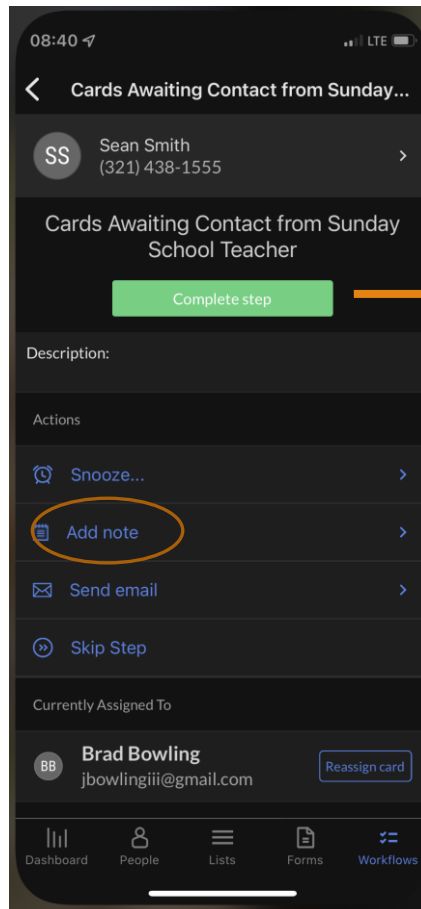 08:40
LTE
Cards Awaiting Contact from Sunday...
SS
Sean Smith
(321) 438-1555
Cards Awaiting Contact from Sunday
School Teacher
Complete step
Description:
Actions
Snooze...
Add note
Send email
Skip Step
Currently Assigned To
BB
Brad Bowling
jbowlingiii@gmail.com
Reassign card
Dashboard
People
Lists
Forms
Workflows